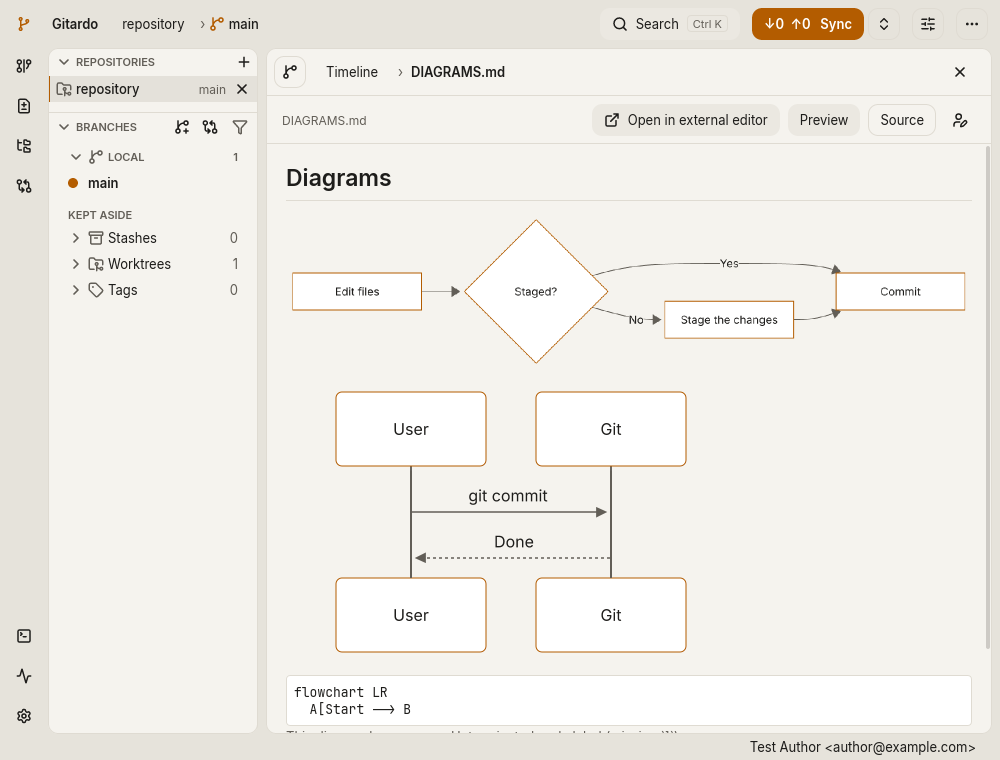 Gitardo
repository
› main
Search
Ctrl K
↓0 ↑0 Sync
REPOSITORIES
repository
main
BRANCHES
LOCAL
1
main
KEPT ASIDE
Stashes
0
Worktrees
1
Tags
0
Timeline
› DIAGRAMS.md
DIAGRAMS.md
Open in external editor
Preview
Source
Diagrams
Edit files
Staged?
Yes
No
Stage the changes
Commit
User
Git
git commit
Done
User
Git
flowchart LR
A[Start --> B
Test Author <author@example.com>